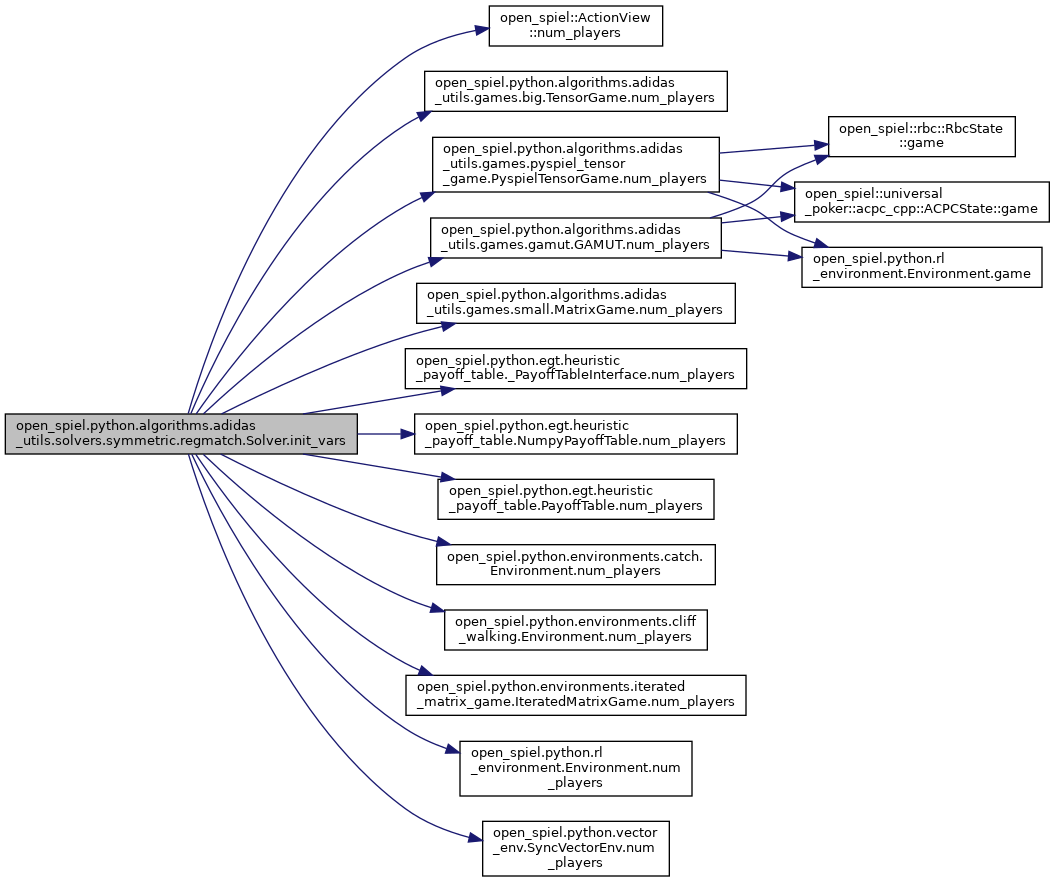 open_spiel::ActionView
::num_players
open_spiel.python.algorithms.adidas
_utils.games.big.TensorGame.num_players
open_spiel.python.algorithms.adidas
_utils.games.pyspiel_tensor
_game.PyspielTensorGame.num_players
open_spiel::rbc::RbcState
::game
open_spiel::universal
_poker::acpc_cpp::ACPCState::game
open_spiel.python.algorithms.adidas
_utils.games.gamut.GAMUT.num_players
open_spiel.python.rl
_environment.Environment.game
open_spiel.python.algorithms.adidas
_utils.games.small.MatrixGame.num_players
open_spiel.python.egt.heuristic
_payoff_table._PayoffTableInterface.num_players
open_spiel.python.algorithms.adidas
_utils.solvers.symmetric.regmatch.Solver.init_vars
open_spiel.python.egt.heuristic
_payoff_table.NumpyPayoffTable.num_players
open_spiel.python.egt.heuristic
_payoff_table.PayoffTable.num_players
open_spiel.python.environments.catch.
Environment.num_players
open_spiel.python.environments.cliff
_walking.Environment.num_players
open_spiel.python.environments.iterated
_matrix_game.IteratedMatrixGame.num_players
open_spiel.python.rl
_environment.Environment.num
_players
open_spiel.python.vector
_env.SyncVectorEnv.num
_players